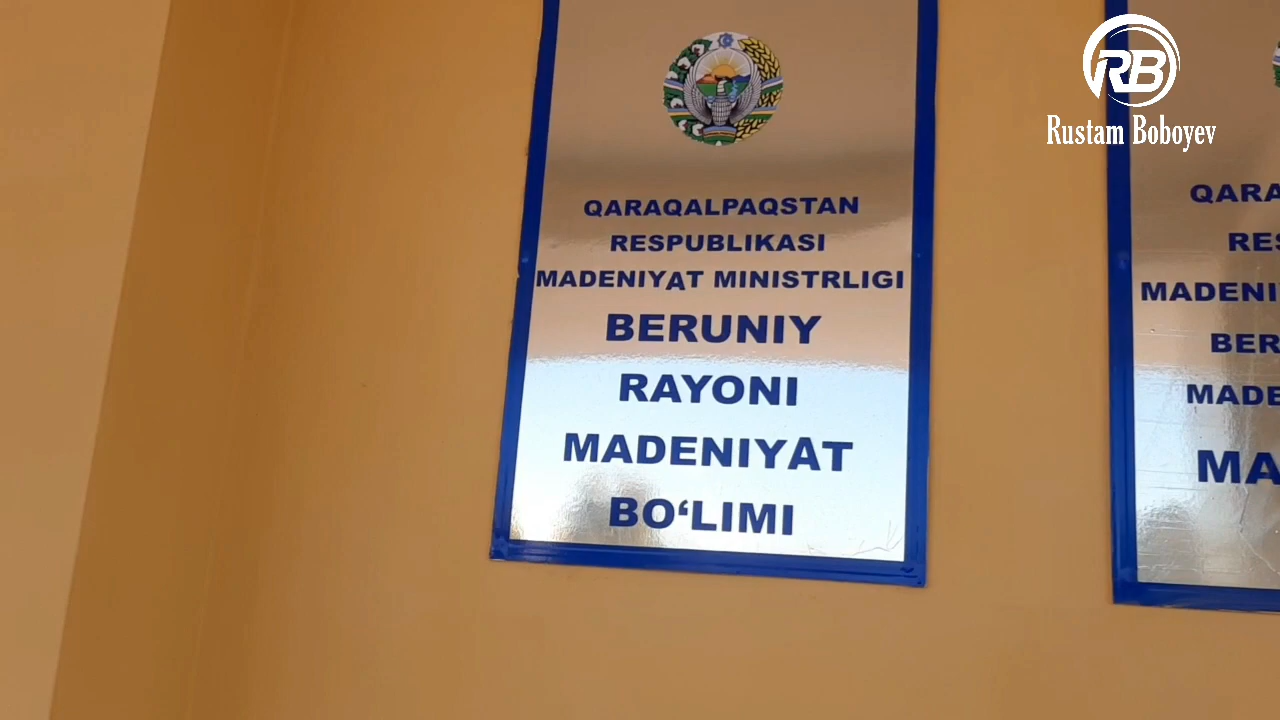 RB
Rustam Boboyev
QARAQALPAQSTAN
RESPUBLIKASI
MADENIYAT MINISTRLIGI
BERUNIY
RAYONI
MADENIYAT
BO‘LIMI